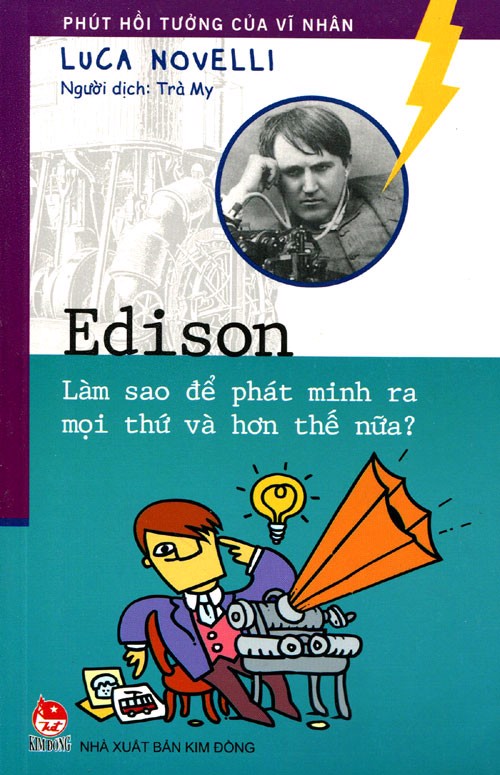 PHÚT HỒI TƯỞNG CỦA VĨ NHÂN
LUCA NOVELLI
Người dịch: Trà My
Edison
Làm sao để phát minh ra
mọi thứ và hơn thế nữa?
KIM ĐỒNG
NHÀ XUẤT BẢN KIM ĐỒNG